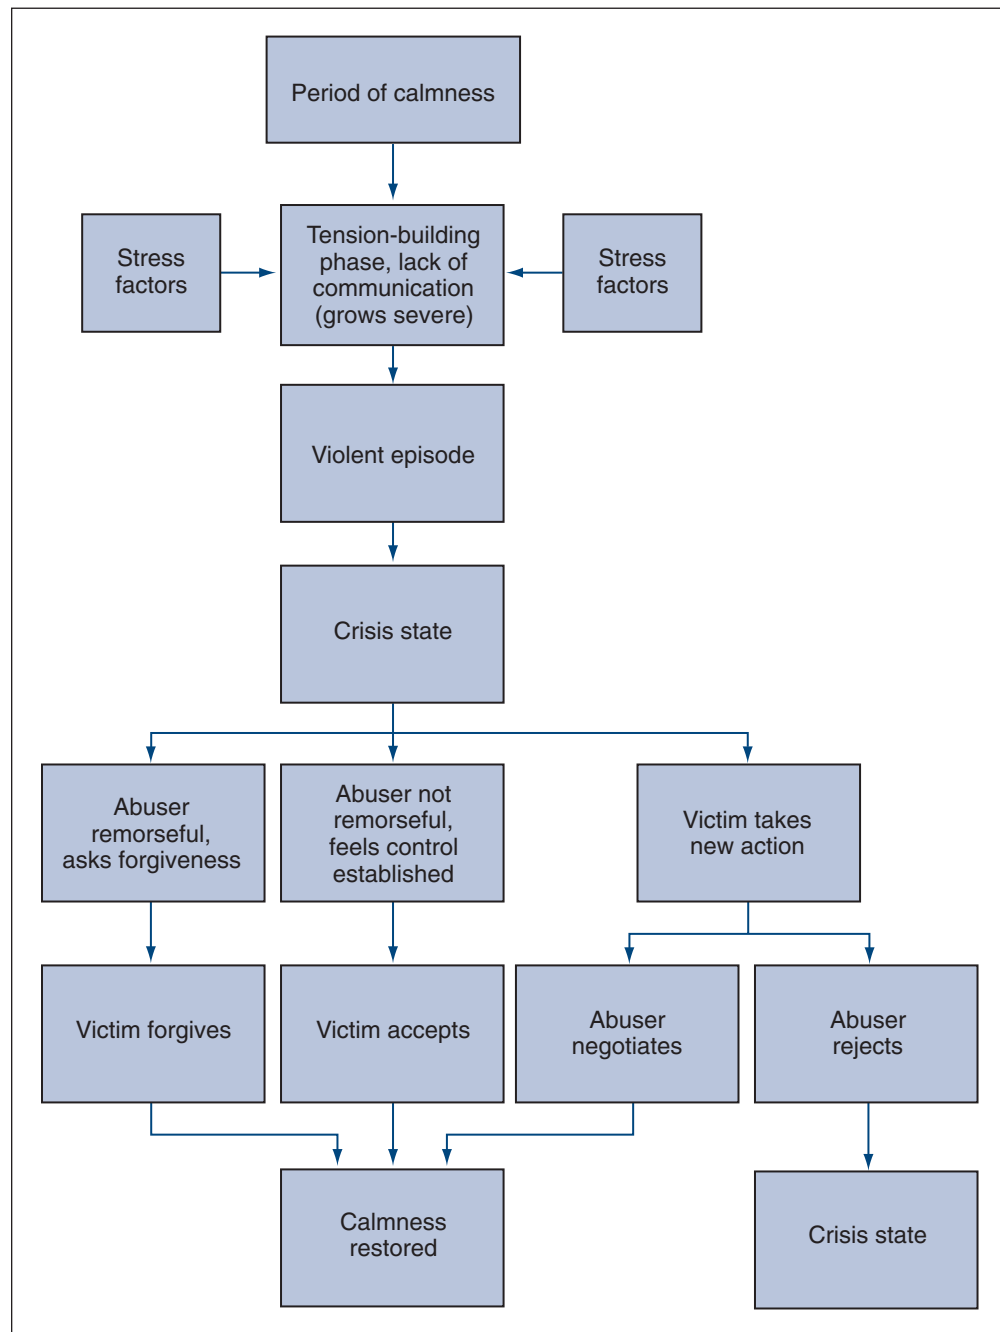 Period of calmness
Stress
factors
Tension-building
phase, lack of
communication
(grows severe)
Stress
factors
Violent episode
Crisis state
Abuser
remorseful,
asks forgiveness
Abuser not
remorseful,
feels control
established
Victim takes
new action
Victim forgives
Victim accepts
Abuser
negotiates
Abuser
rejects
Calmness
restored
Crisis state